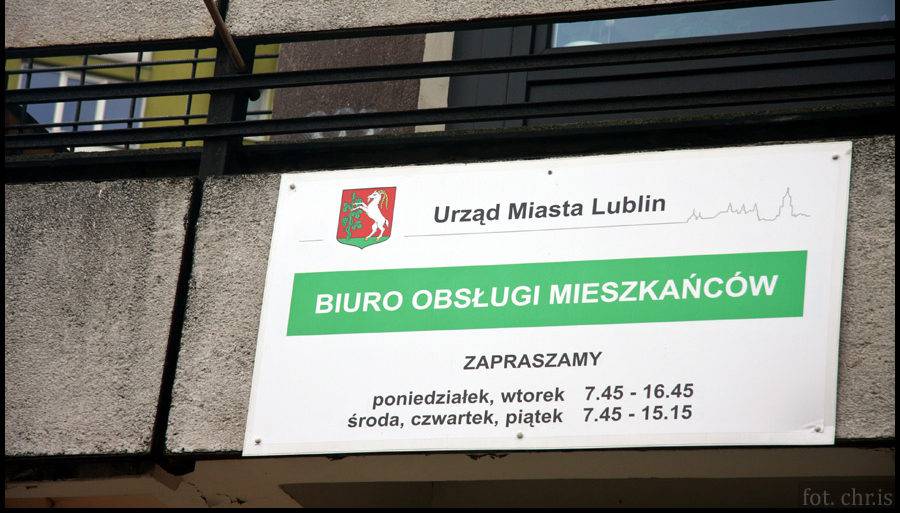 Urząd Miasta Lublin
BIURO OBSŁUGI MIESZKAŃCÓW
ZAPRASZAMY
poniedziałek, wtorek 7.45 - 16.45
środa, czwartek, piątek 7.45 - 15.15
fot. chr.is